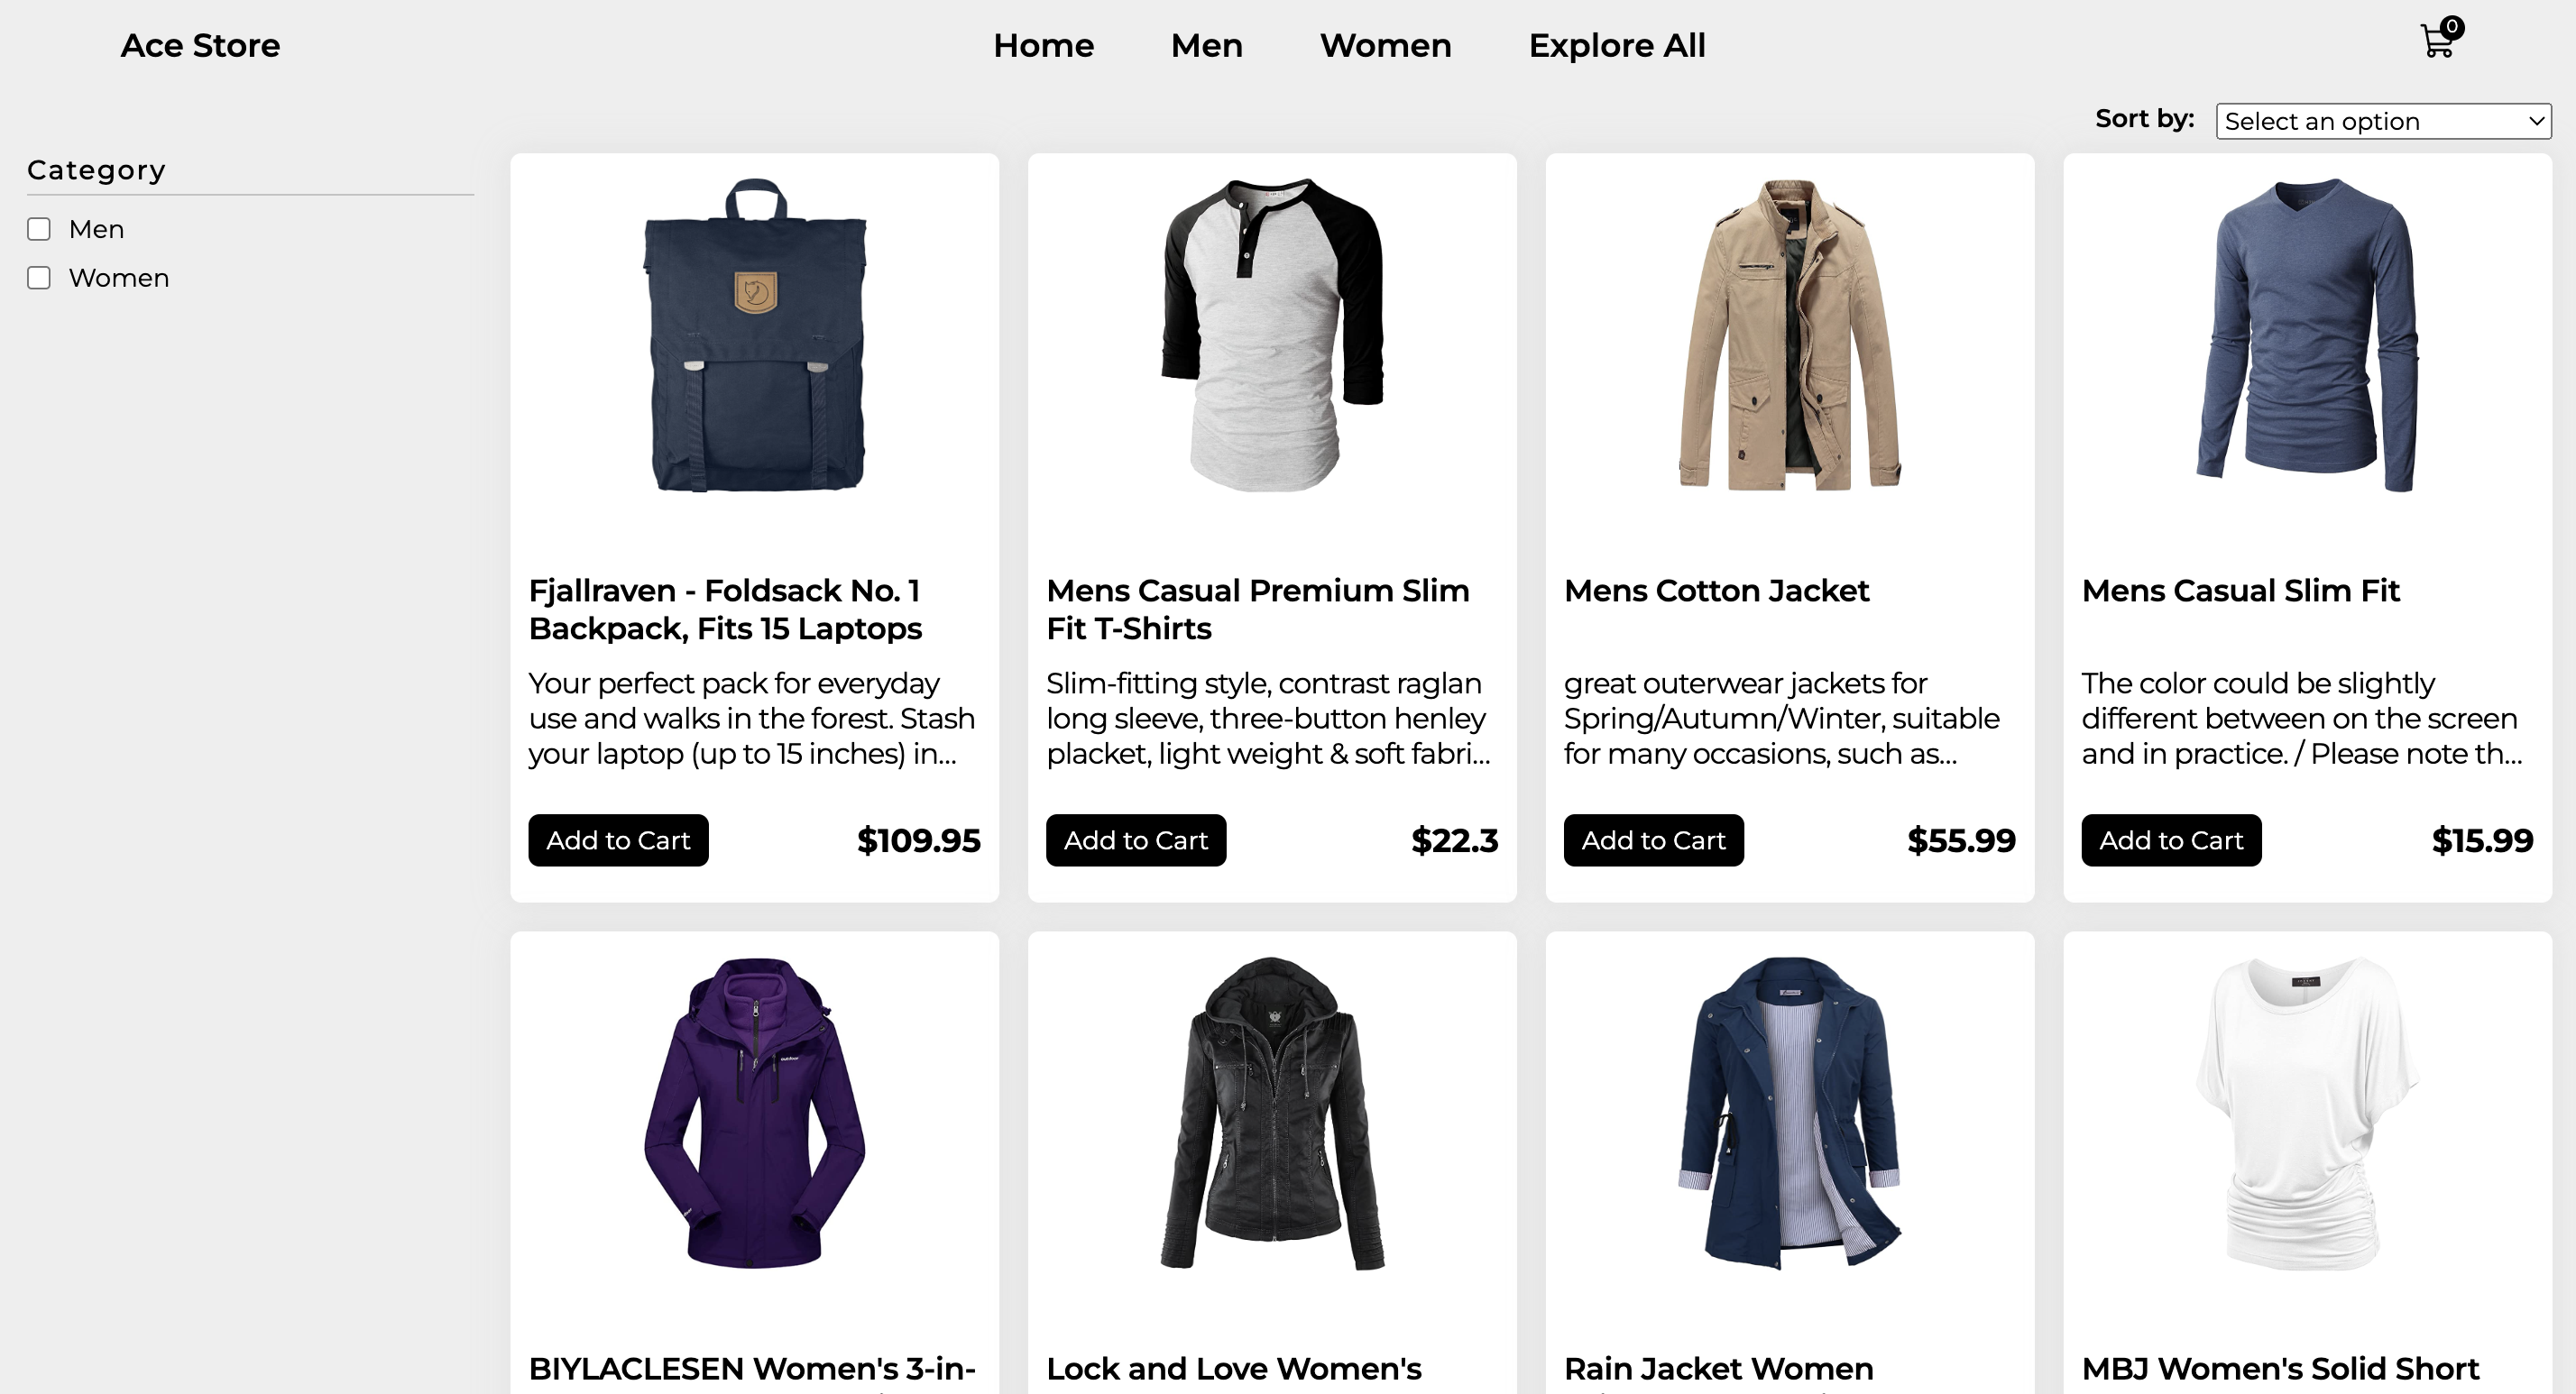 Ace Store
Home
Men
Women
Explore All
0
Sort by:
Select an option
Category
Men
Women
Fjallraven - Foldsack No. 1
Backpack, Fits 15 Laptops
Your perfect pack for everyday
use and walks in the forest. Stash
your laptop (up to 15 inches) in...
Add to Cart
$109.95
Mens Casual Premium Slim
Fit T-Shirts
Slim-fitting style, contrast raglan
long sleeve, three-button henley
placket, light weight & soft fabri...
Add to Cart
$22.3
Mens Cotton Jacket
great outerwear jackets for
Spring/Autumn/Winter, suitable
for many occasions, such as...
Add to Cart
$55.99
Mens Casual Slim Fit
The color could be slightly
different between on the screen
and in practice. / Please note th...
Add to Cart
$15.99
BIYLACLESEN Women's 3-in-
Lock and Love Women's
Rain Jacket Women
MBJ Women's Solid Short